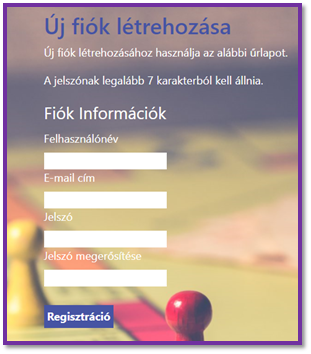 Új fiók létrehozása
Új fiók létrehozásához használja az alábbi űrlapot.
A jelszónak legalább 7 karakterból kell állnia.
Fiók Információk
Felhasználónév
E-mail cím
Jelszó
Jelszó megerősítése
Regisztráció